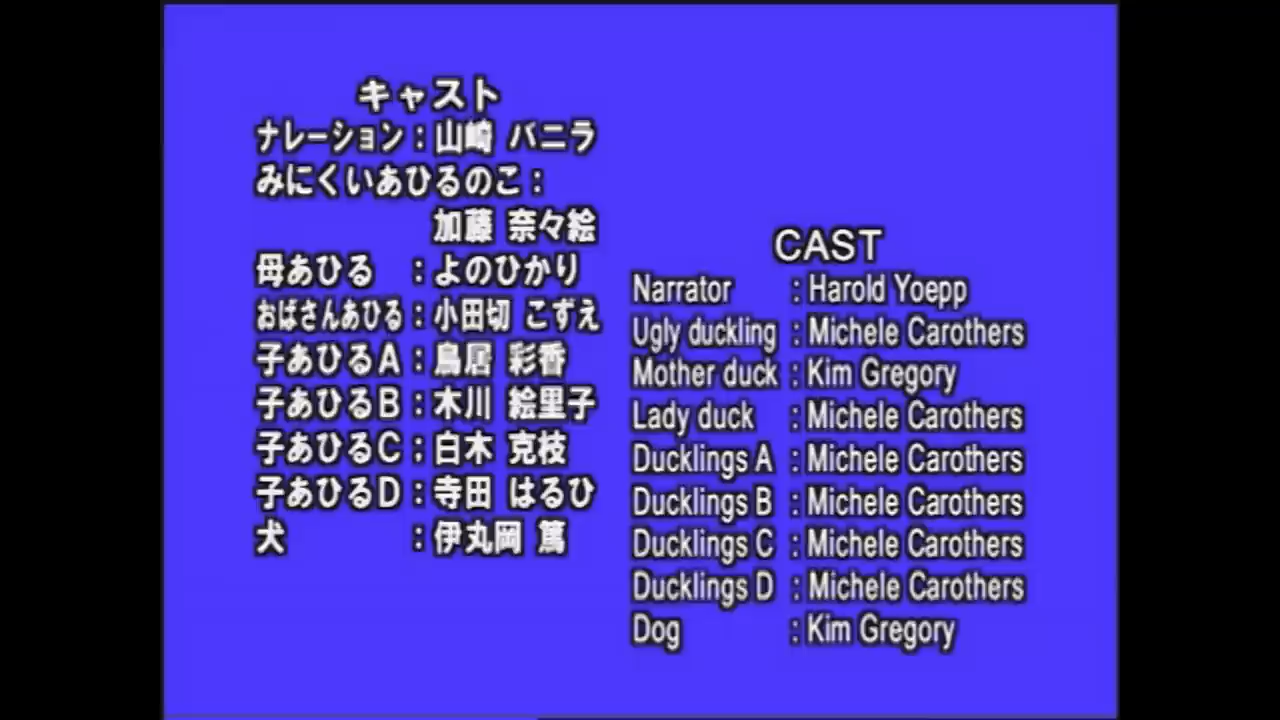 キャスト
ナレーション：山崎 バニラ
みにくいあひるのこ：
加藤 奈々絵
母あひる ：よのひかり
おばさんあひる：小田切 こずえ
子あひるA：鳥居 彩香
子あひるB：木川 絵里子
子あひるC：白木 克枝
子あひるD：寺田 はるひ
犬 ：伊丸岡 篤
CAST
Narrator : Harold Yoepp
Ugly duckling : Michele Carothers
Mother duck : Kim Gregory
Lady duck : Michele Carothers
Ducklings A : Michele Carothers
Ducklings B : Michele Carothers
Ducklings C : Michele Carothers
Ducklings D : Michele Carothers
Dog : Kim Gregory